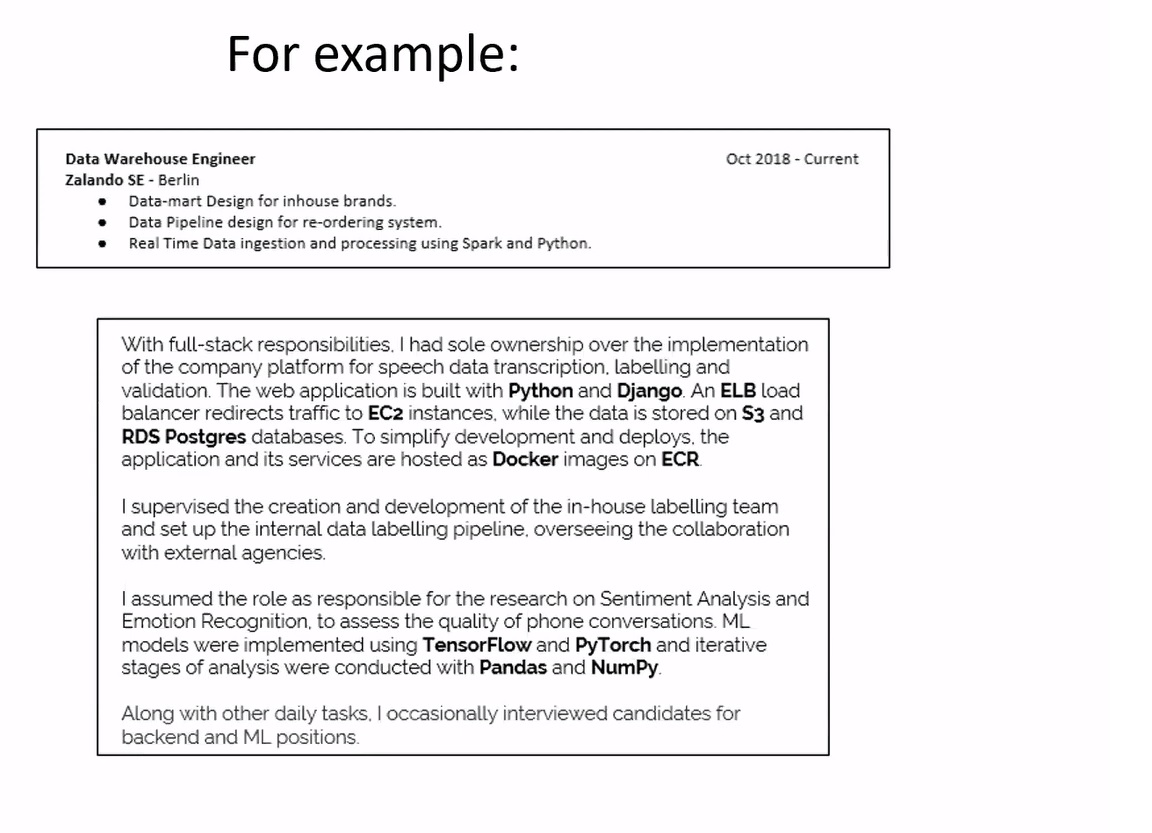 For example:
Data Warehouse Engineer Oct 2018 - Current
Zalando SE - Berlin
● Data-mart Design for inhouse brands.
● Data Pipeline design for re-ordering system.
● Real Time Data ingestion and processing using Spark and Python.
With full-stack responsibilities, I had sole ownership over the implementation
of the company platform for speech data transcription, labelling and
validation. The web application is built with Python and Django. An ELB load
balancer redirects traffic to EC2 instances, while the data is stored on S3 and
RDS Postgres databases. To simplify development and deploys, the
application and its services are hosted as Docker images on ECR.
I supervised the creation and development of the in-house labelling team
and set up the internal data labelling pipeline, overseeing the collaboration
with external agencies.
I assumed the role as responsible for the research on Sentiment Analysis and
Emotion Recognition, to assess the quality of phone conversations. ML
models were implemented using TensorFlow and PyTorch and iterative
stages of analysis were conducted with Pandas and NumPy.
Along with other daily tasks, I occasionally interviewed candidates for
backend and ML positions.